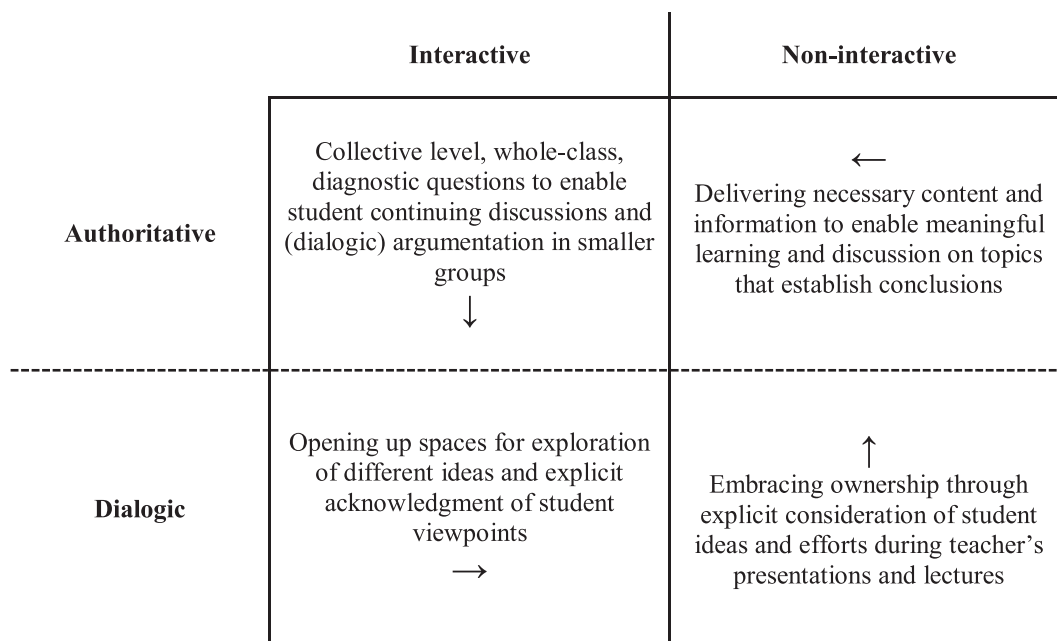 Interactive
Non-interactive
Authoritative
Collective level, whole-class,
diagnostic questions to enable
student continuing discussions and
(dialogic) argumentation in smaller
groups
↓
←
Delivering necessary content and
information to enable meaningful
learning and discussion on topics
that establish conclusions
Dialogic
Opening up spaces for exploration
of different ideas and explicit
acknowledgment of student
viewpoints
→
↑
Embracing ownership through
explicit consideration of student
ideas and efforts during teacher’s
presentations and lectures